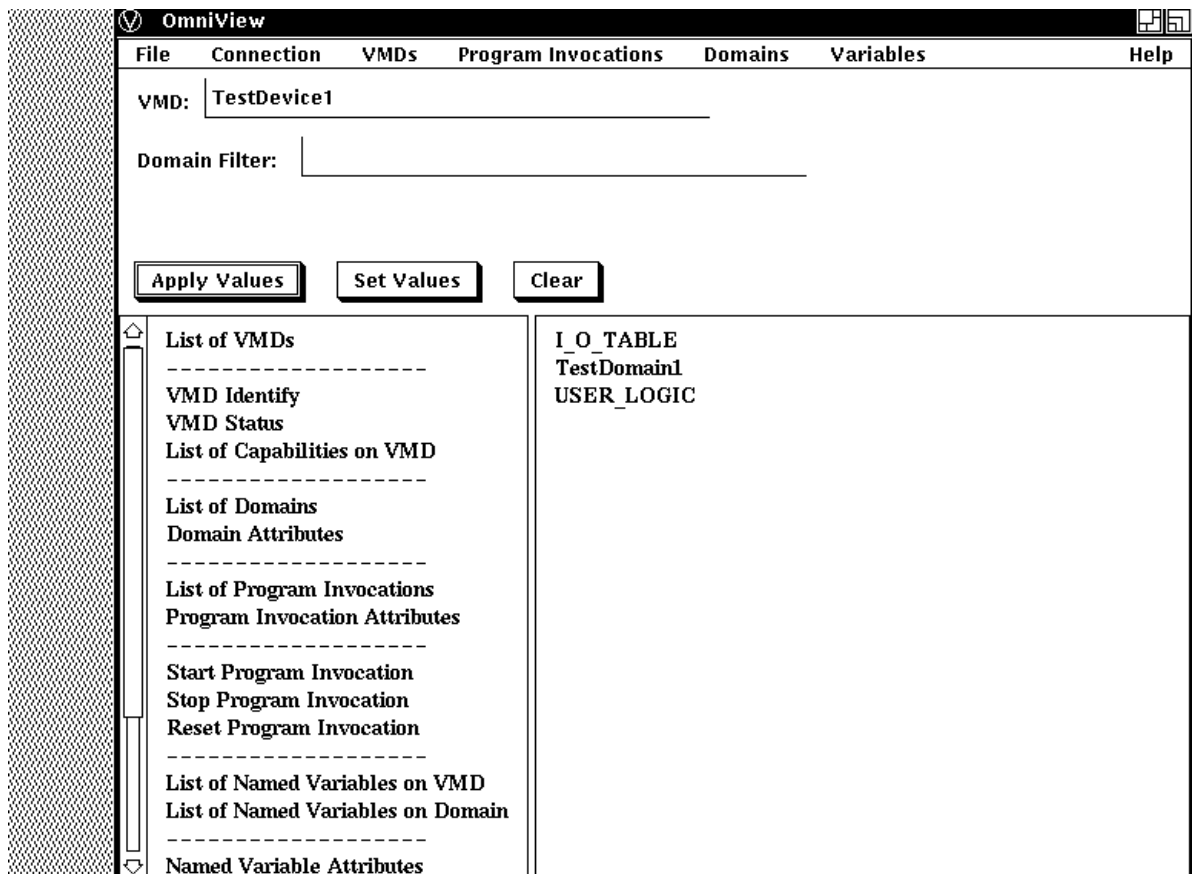 OmniView
File Connection VMDs Program Invocations Domains Variables Help
VMD: TestDevice1
Domain Filter:
Apply Values Set Values Clear
List of VMDs
--------------------
VMD Identify
VMD Status
List of Capabilities on VMD
--------------------
List of Domains
Domain Attributes
--------------------
List of Program Invocations
Program Invocation Attributes
--------------------
Start Program Invocation
Stop Program Invocation
Reset Program Invocation
--------------------
List of Named Variables on VMD
List of Named Variables on Domain
--------------------
Named Variable Attributes
I_O_TABLE
TestDomain1
USER_LOGIC